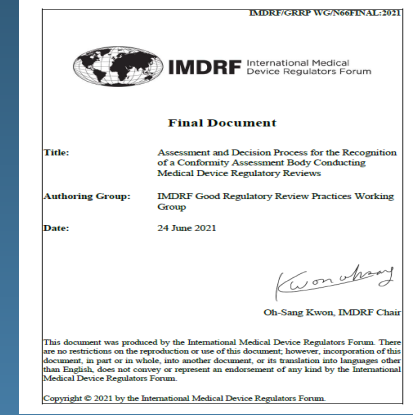 IMDRF/GRRP WG/N66FINAL:2021
IMDRF International Medical
Device Regulators Forum
Final Document
Title: Assessment and Decision Process for the Recognition
of a Conformity Assessment Body Conducting
Medical Device Regulatory Reviews
Authoring Group: IMDRF Good Regulatory Review Practices Working
Group
Date: 24 June 2021
Oh-Sang Kwon, IMDRF Chair
This document was produced by the International Medical Device Regulators Forum. There
are no restrictions on the reproduction or use of this document; however, incorporation of this
document, in part or in whole, into another document, or its translation into languages other
than English, does not convey or represent an endorsement of any kind by the International
Medical Device Regulators Forum.
Copyright © 2021 by the International Medical Device Regulators Forum.